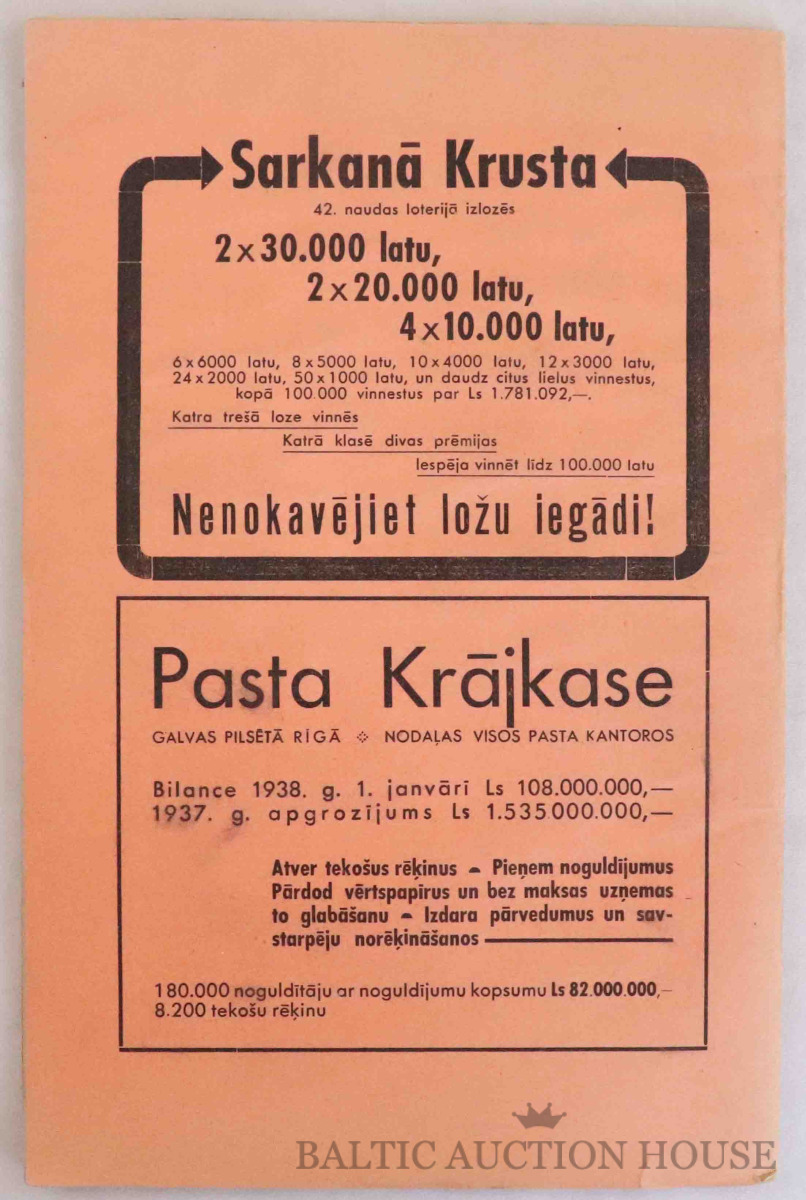 Sarkanā Krusta
42. naudas loterijā izlozēs
2x30.000 latu,
2x20.000 latu,
4x10.000 latu,
6x6000 latu, 8x5000 latu, 10x4000 latu, 12x3000 latu,
24x2000 latu, 50x1000 latu, un daudz citus lielus vinnestus,
kopā 100.000 vinnestus par Ls 1.781.092,—.
Katra trešā loze vinnēs
Katrā klasē divas prēmijas
Iespēja vinnēt līdz 100.000 latu
Nenokavējiet ložu iegādi!
Pasta Krājkase
GALVAS PILSĒTĀ RĪGĀ ⁘ NODAĻAS VISOS PASTA KANTOROS
Bilance 1938. g. 1. janvārī Ls 108.000.000,—
1937. g. apgrozījums Ls 1.535.000.000,—
Atver tekošus rēķinus - Pieņem noguldījumus
Pārdod vērtspapirus un bez maksas uzņemas
to glabāšanu - Izdara pārvedumus un sav-
starpēju norēķināšanos —
180.000 noguldītāju ar noguldījumu kopsumu Ls 82.000.000,—
8.200 tekošu rēķinu
BALTIC AUCTION HOUSE